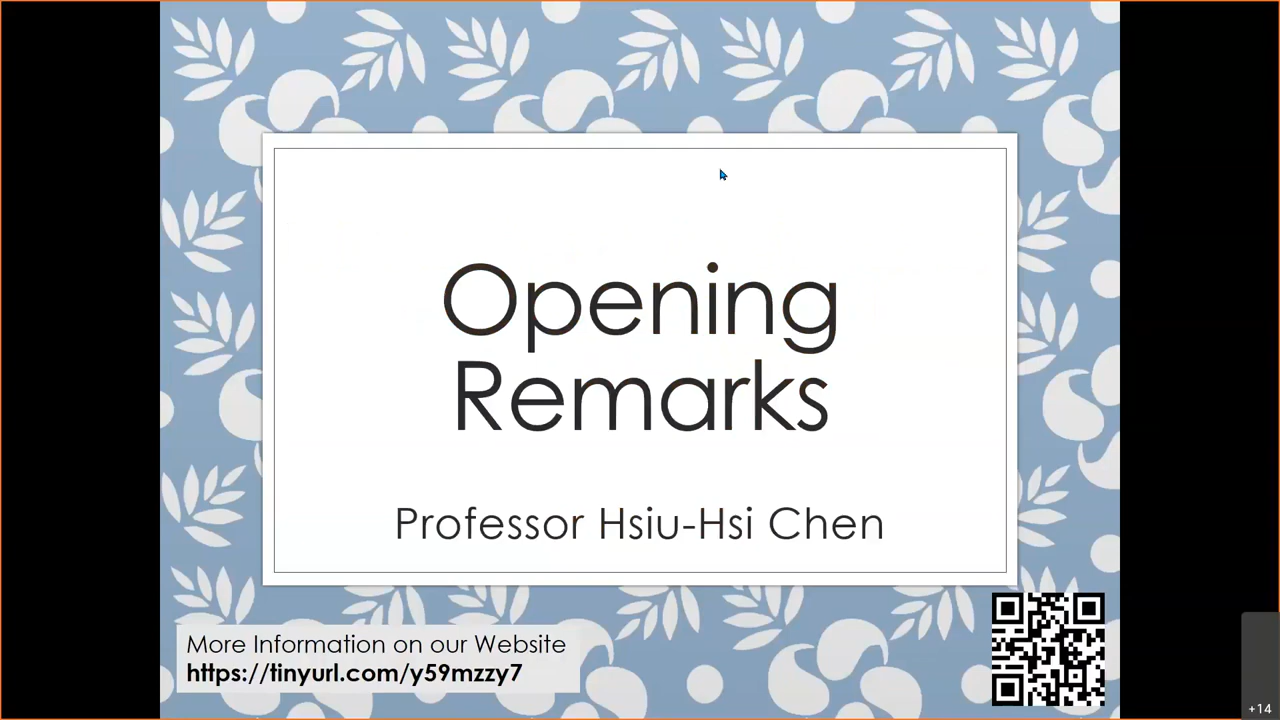 Opening
Remarks
Professor Hsiu-Hsi Chen
More Information on our Website
https://tinyurl.com/y59mzzy7
+14